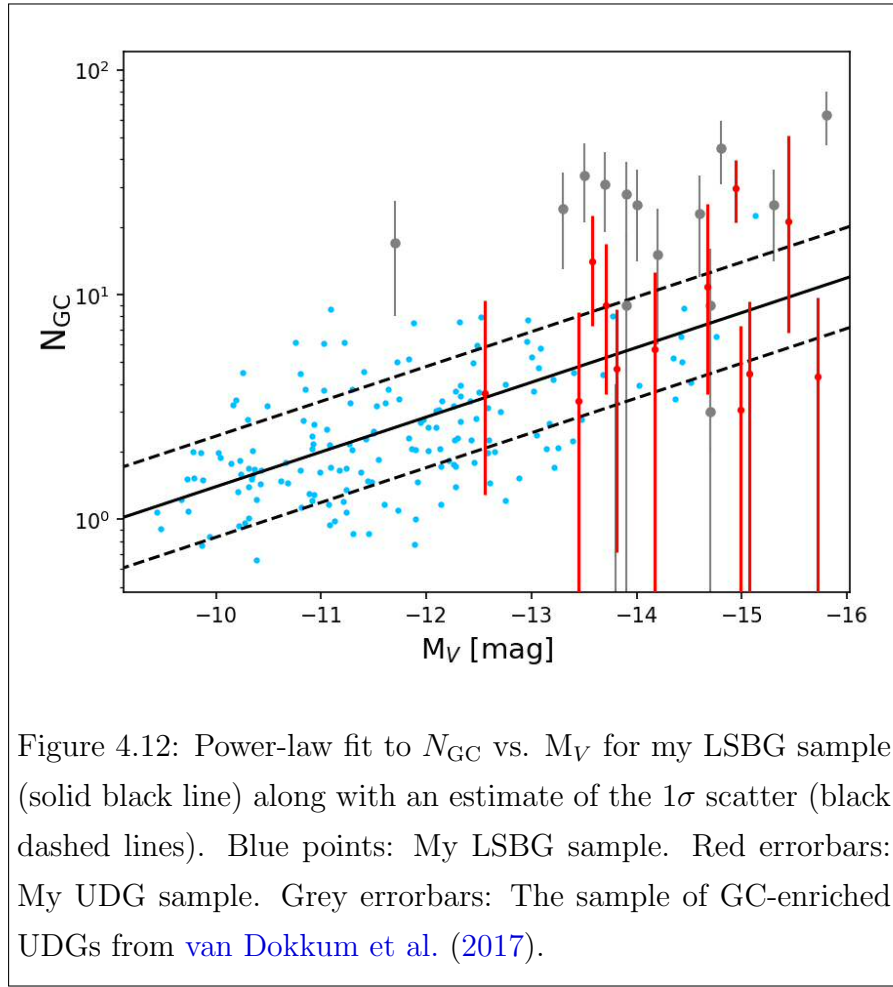 10²
10¹
10⁰
N_GC
−10 −11 −12 −13 −14 −15 −16
M_V [mag]
Figure 4.12: Power-law fit to N_GC vs. M_V for my LSBG sample
(solid black line) along with an estimate of the 1σ scatter (black
dashed lines). Blue points: My LSBG sample. Red errorbars:
My UDG sample. Grey errorbars: The sample of GC-enriched
UDGs from van Dokkum et al. (2017).